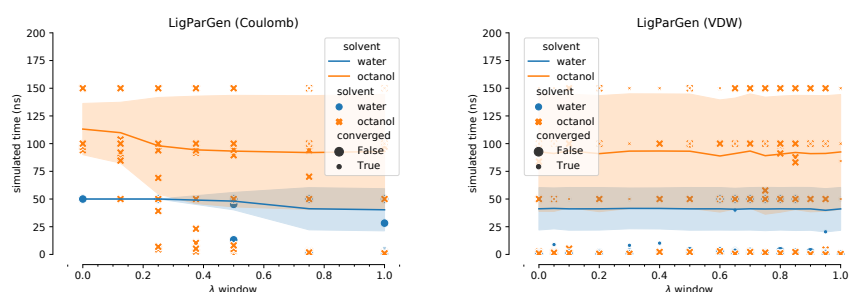 LigParGen (Coulomb)
200
175
150
125
100
75
50
25
0
simulated time (ns)
0.0
0.2
0.4
0.6
0.8
1.0
λ window
solvent
water
octanol
solvent
water
octanol
converged
False
True
LigParGen (VDW)
200
175
150
125
100
75
50
25
0
simulated time (ns)
0.0
0.2
0.4
0.6
0.8
1.0
λ window
solvent
water
octanol
solvent
water
octanol
converged
False
True